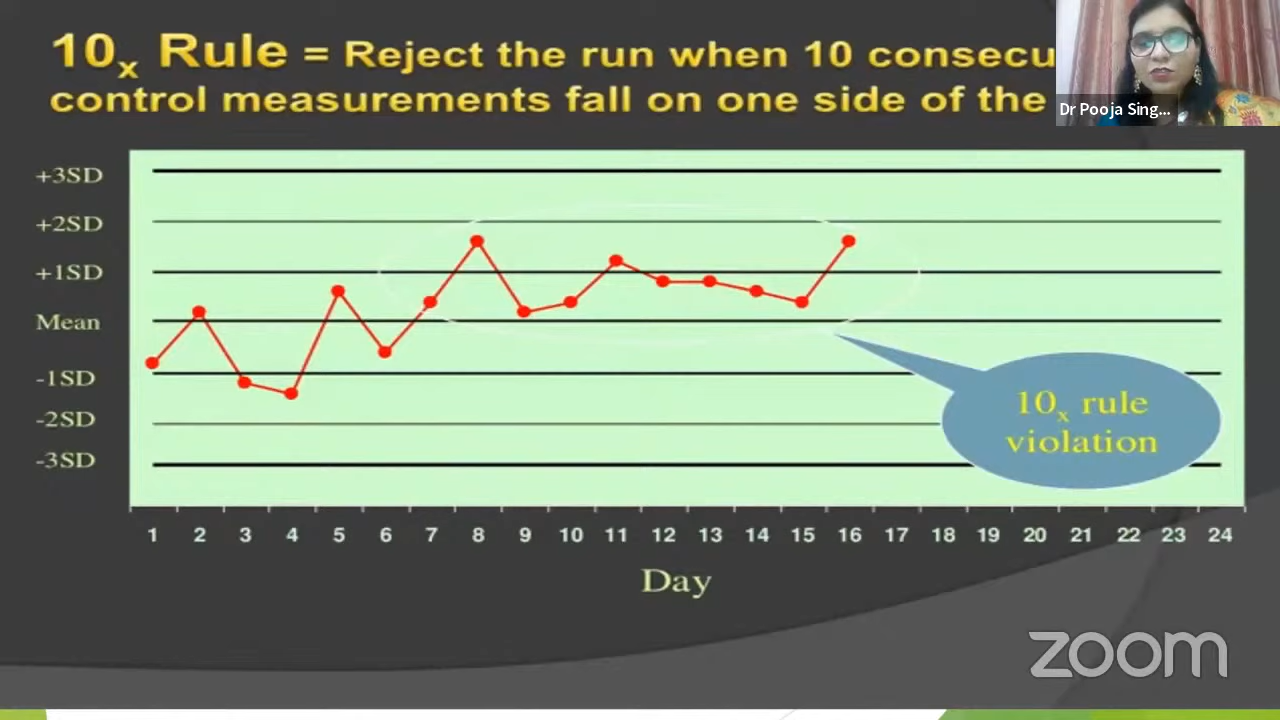 10x Rule = Reject the run when 10 consecu
control measurements fall on one side of the
Dr Pooja Sing...
+3SD
+2SD
+1SD
Mean
-1SD
-2SD
-3SD
10x rule
violation
1 2 3 4 5 6 7 8 9 10 11 12 13 14 15 16 17 18 19 20 21 22 23 24
Day
zoom